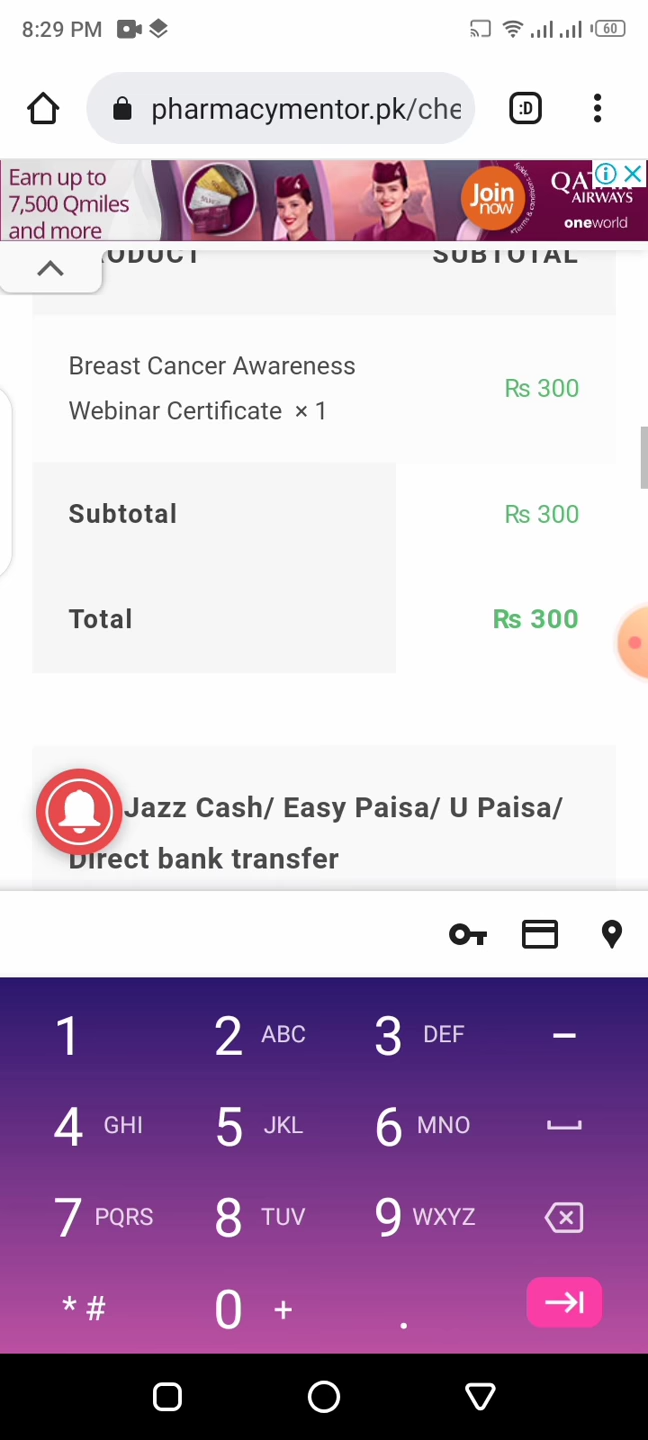 8:29 PM
60
pharmacymentor.pk/che
:D
Earn up to
7,500 Qmiles
and more
Join
now
AIRWAYS
oneworld
SUBTOTAL
Breast Cancer Awareness
Webinar Certificate × 1
₨ 300
Subtotal
₨ 300
Total
₨ 300
Jazz Cash/ Easy Paisa/ U Paisa/
Direct bank transfer
1
2 ABC
3 DEF
–
4 GHI
5 JKL
6 MNO
7 PQRS
8 TUV
9 WXYZ
* #
0 +
.